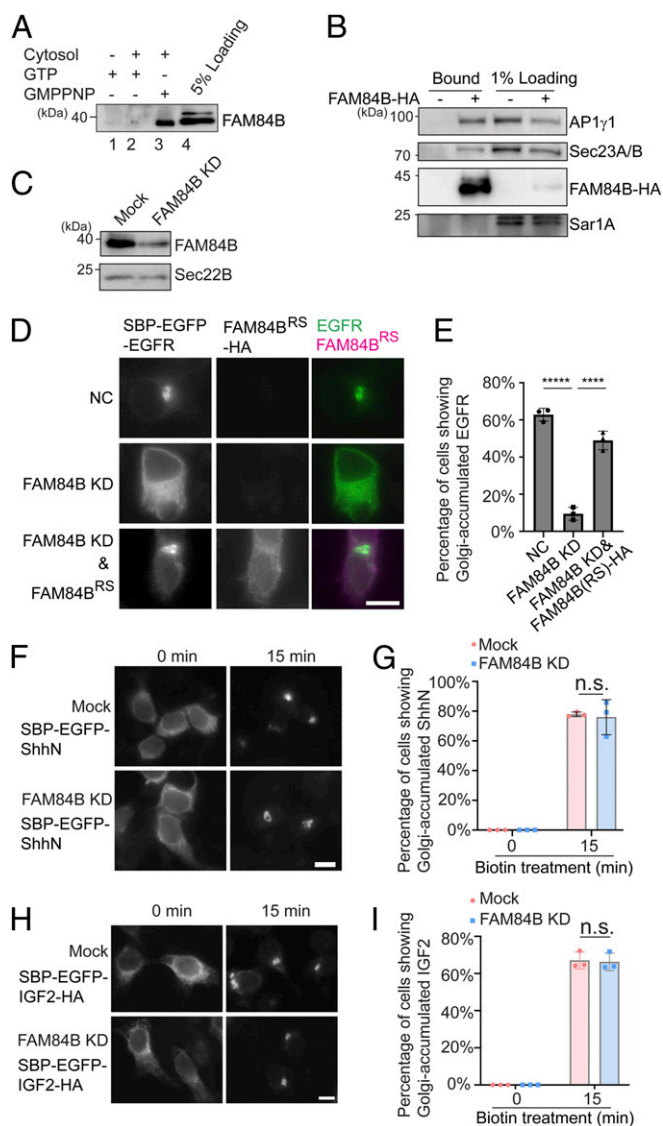 A
Cytosol - + +
GTP + + -
GMPPNP - - +
5% Loading
(kDa)
40
FAM84B
1 2 3 4
B
Bound 1% Loading
FAM84B-HA - + - +
(kDa)
100
AP1γ1
70
Sec23A/B
45
35
FAM84B-HA
25
Sar1A
C
Mock
FAM84B KD
(kDa)
40
FAM84B
25
Sec22B
D
SBP-EGFP
-EGFR
FAM84BRS
-HA
EGFR
FAM84BRS
NC
FAM84B KD
FAM84B KD
&
FAM84BRS
E
Percentage of cells showing
Golgi-accumulated EGFR
80%
60%
40%
20%
0%
***** ****
NC
FAM84B KD
FAM84B KD&
FAM84B(RS)-HA
F
0 min 15 min
Mock
SBP-EGFP-
ShhN
FAM84B KD
SBP-EGFP-
ShhN
G
Mock
FAM84B KD
Percentage of cells showing
Golgi-accumulated ShhN
100%
80%
60%
40%
20%
0%
n.s.
0 15
Biotin treatment (min)
H
0 min 15 min
Mock
SBP-EGFP-
IGF2-HA
FAM84B KD
SBP-EGFP-
IGF2-HA
I
Mock
FAM84B KD
Percentage of cells showing
Golgi-accumulated IGF2
80%
60%
40%
20%
0%
n.s.
0 15
Biotin treatment (min)